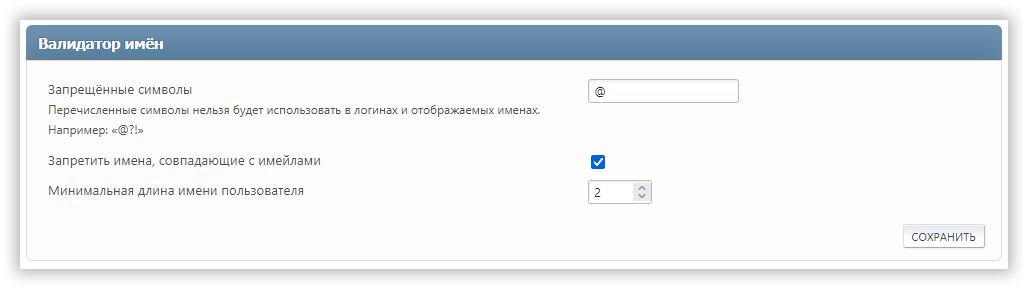 Валидатор имён
Запрещённые символы
@
Перечисленные символы нельзя будет использовать в логинах и отображаемых именах.
Например: «@?!»
Запретить имена, совпадающие с имейлами
Минимальная длина имени пользователя
2
СОХРАНИТЬ